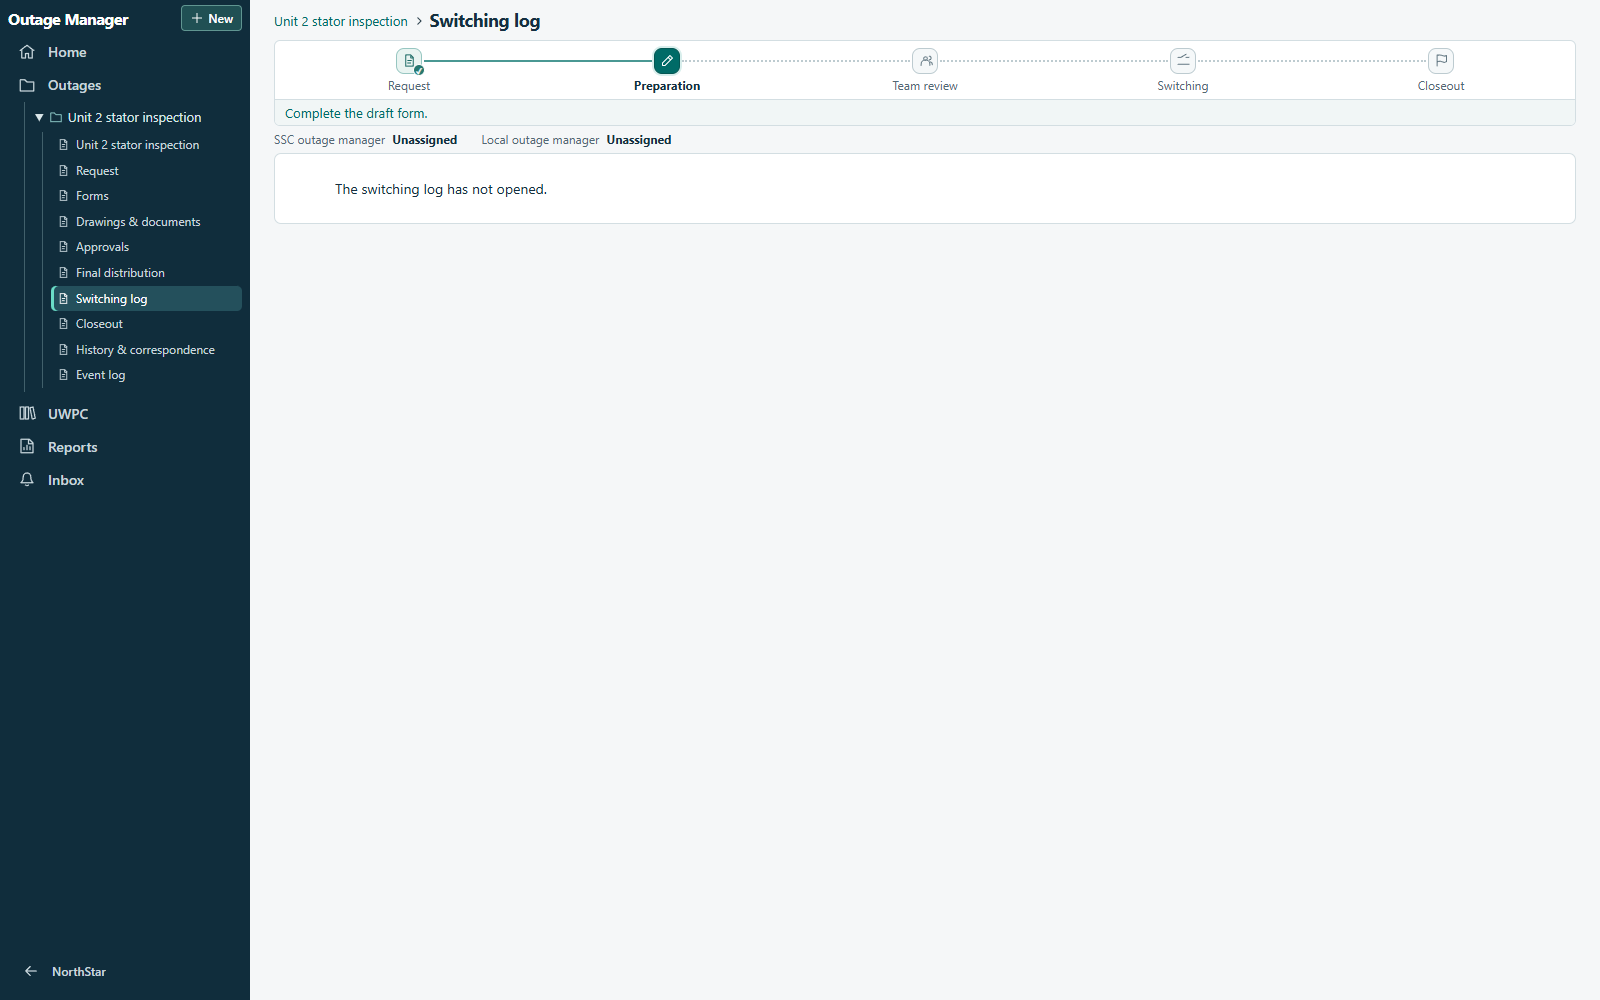 Outage Manager
New
Home
Outages
Unit 2 stator inspection
Unit 2 stator inspection
Request
Forms
Drawings & documents
Approvals
Final distribution
Switching log
Closeout
History & correspondence
Event log
UWPC
Reports
Inbox
NorthStar
Unit 2 stator inspection > Switching log
Request
Preparation
Team review
Switching
Closeout
Complete the draft form.
SSC outage manager Unassigned Local outage manager Unassigned
The switching log has not opened.